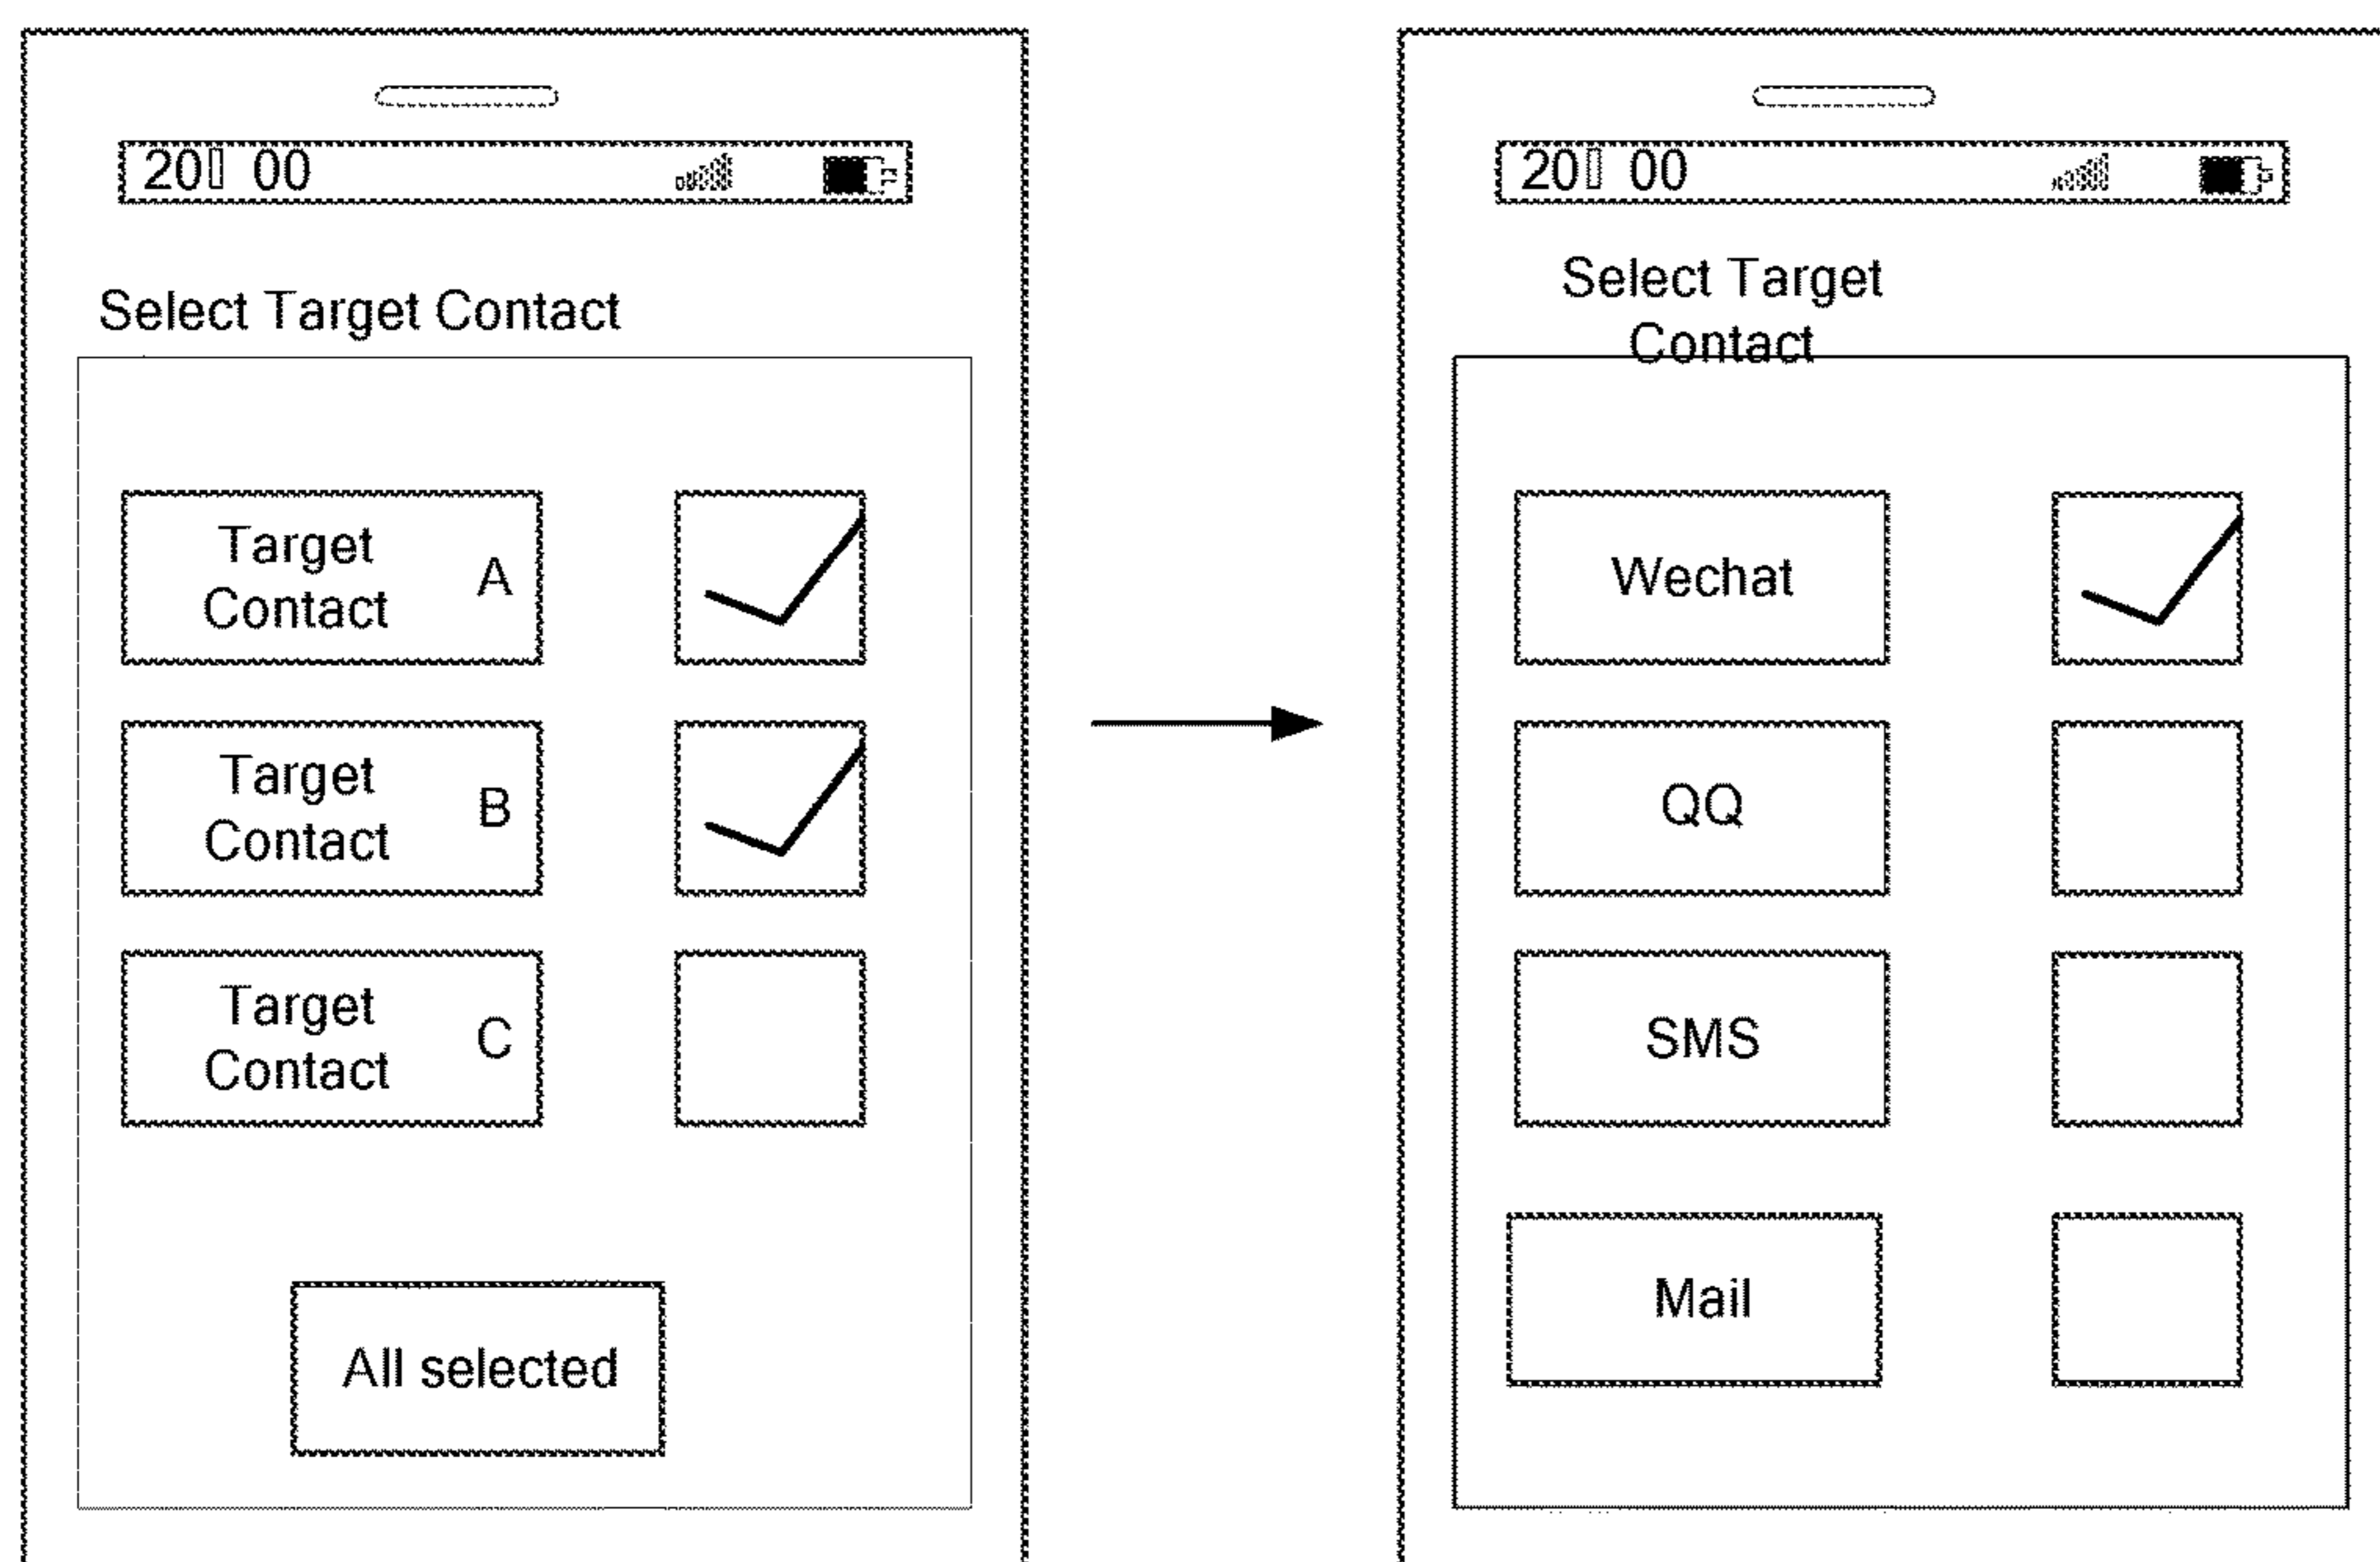 20 00
Select Target Contact
Target
Contact
A
Target
Contact
B
Target
Contact
C
All selected
20 00
Select Target
Contact
Wechat
QQ
SMS
Mail